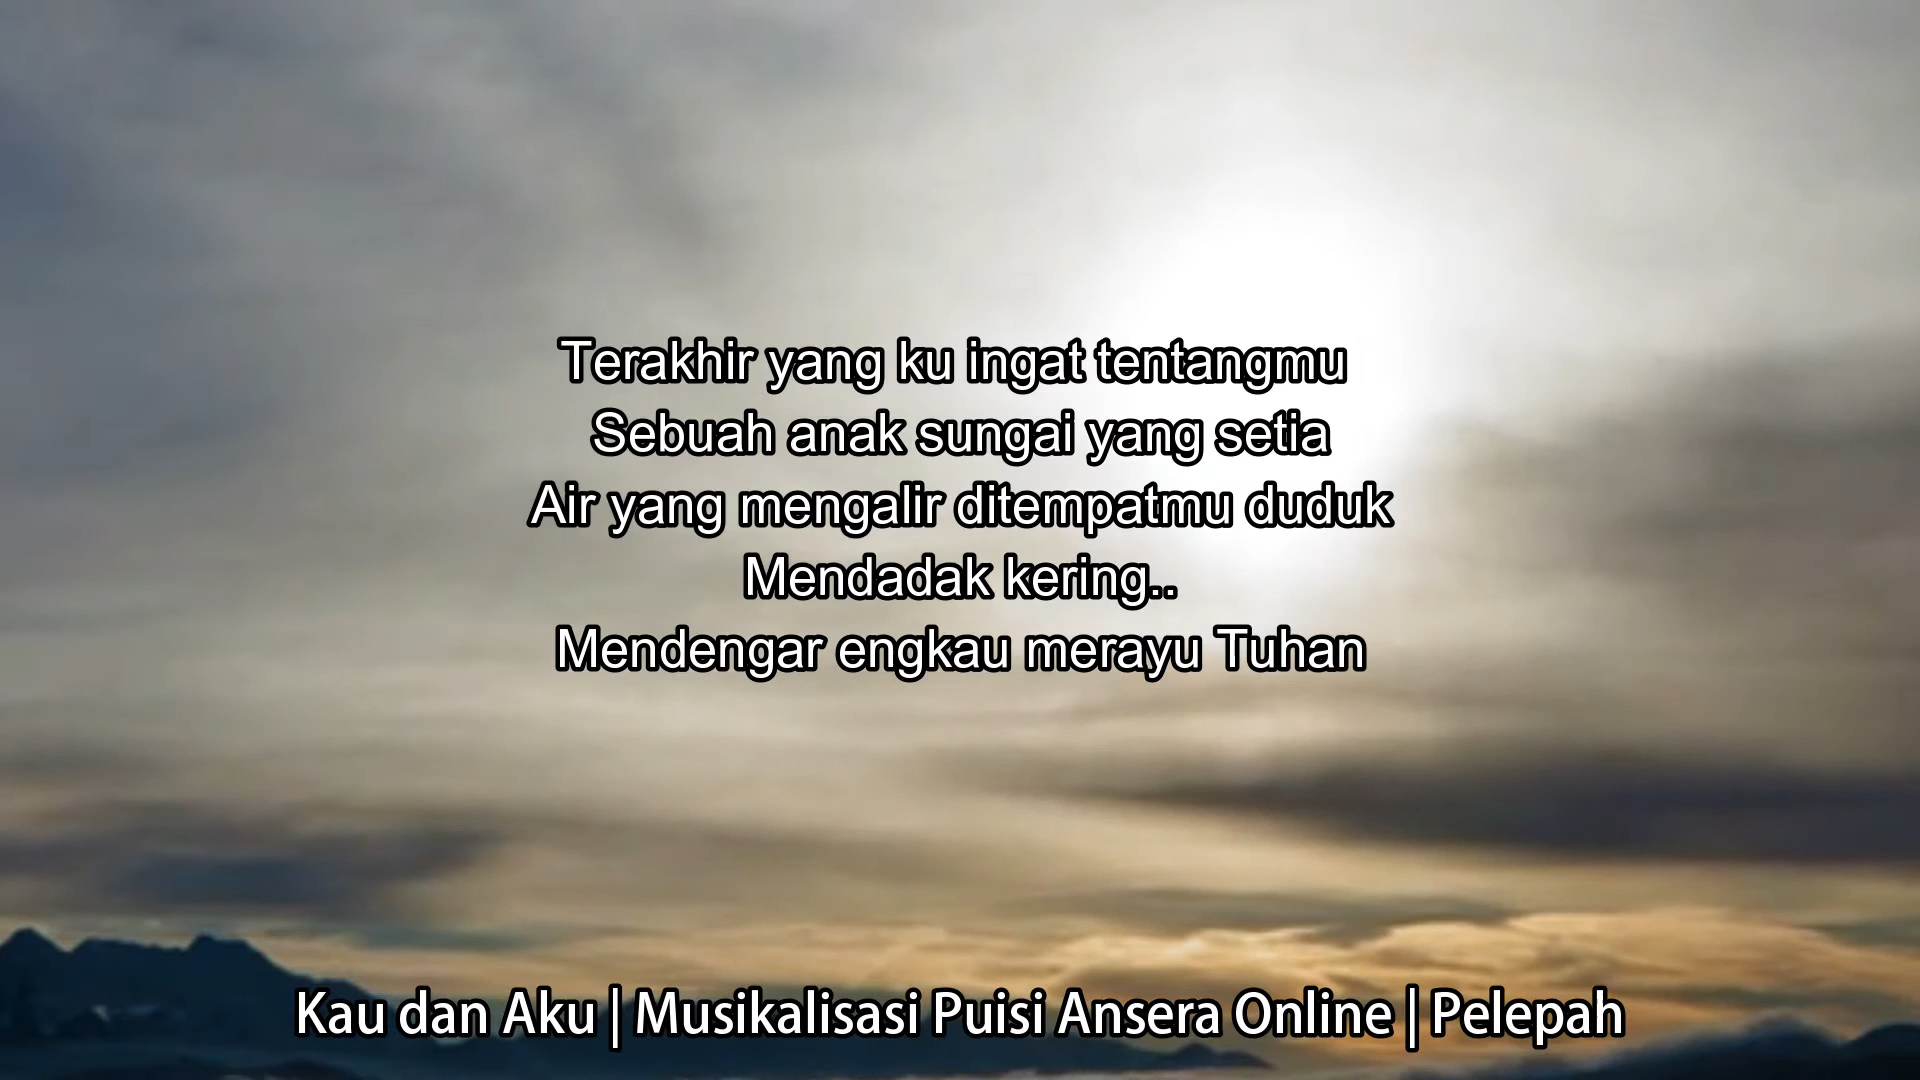 Terakhir yang ku ingat tentangmu
Sebuah anak sungai yang setia
Air yang mengalir ditempatmu duduk
Mendadak kering..
Mendengar engkau merayu Tuhan
Kau dan Aku | Musikalisasi Puisi Ansera Online | Pelepah